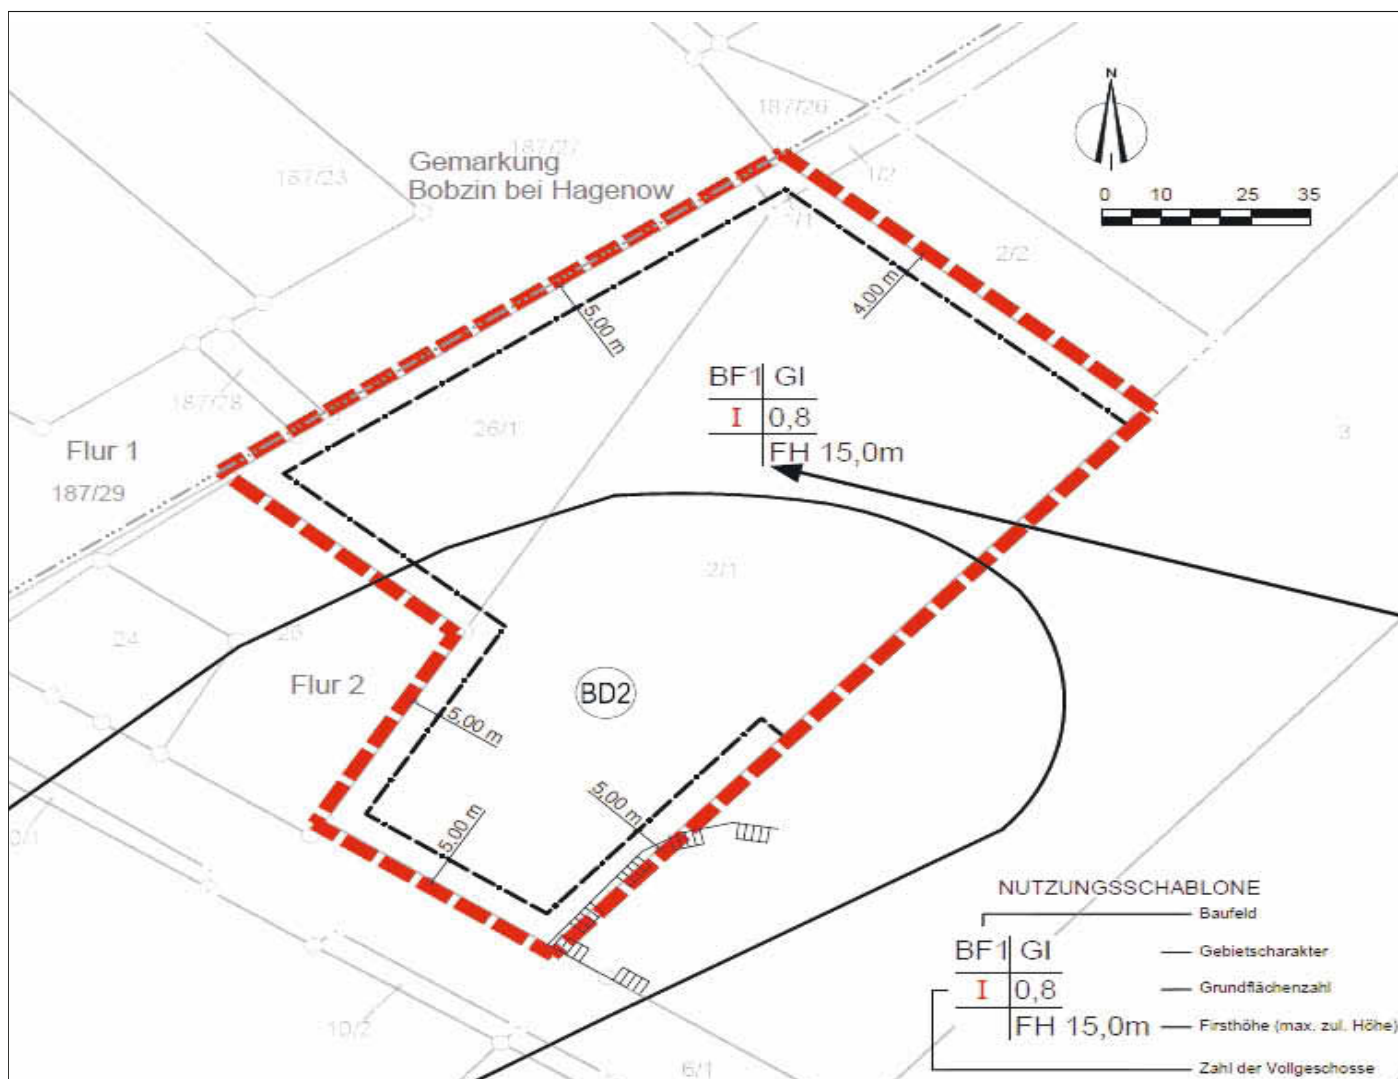 187/26
N
187/27
Gemarkung
Bobzin bei Hagenow
187/23
1/2
0 10 25 35
2/2
4,00 m
5,00 m
BF1 GI
I 0,8
FH 15,0m
187/28
26/1
3
Flur 1
187/29
2/1
24
Flur 2
BD2
5,00 m
5,00 m
5,00 m
NUTZUNGSSCHABLONE
Baufeld
BF1 GI
Gebietscharakter
I 0,8
Grundflächenzahl
FH 15,0m
Firsthöhe (max. zul. Höhe)
Zahl der Vollgeschosse
10/2
6/1